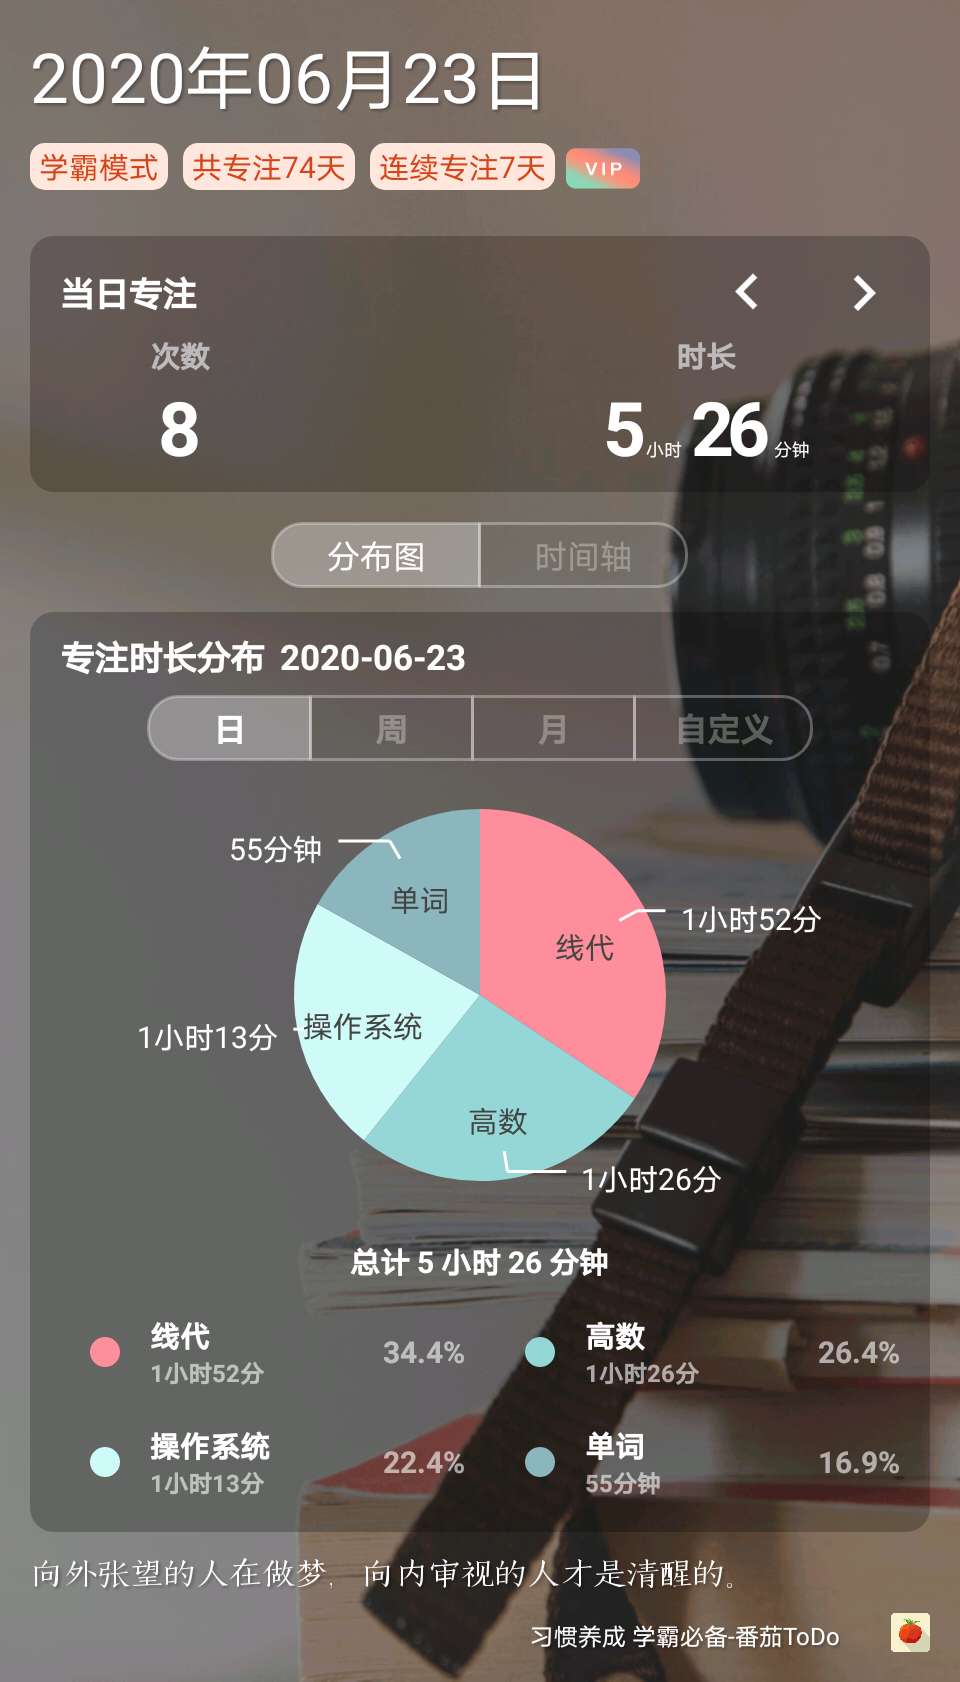 2020年06月23日
学霸模式 共专注74天 连续专注7天 VIP
当日专注
次数 时长
8 5小时26分钟
分布图 时间轴
专注时长分布 2020-06-23
日 周 月 自定义
55分钟
单词
线代
1小时52分
1小时13分
操作系统
高数
1小时26分
总计 5 小时 26 分钟
线代 34.4% 高数 26.4%
1小时52分 1小时26分
操作系统 22.4% 单词 16.9%
1小时13分 55分钟
向外张望的人在做梦，向内审视的人才是清醒的。
习惯养成 学霸必备-番茄ToDo